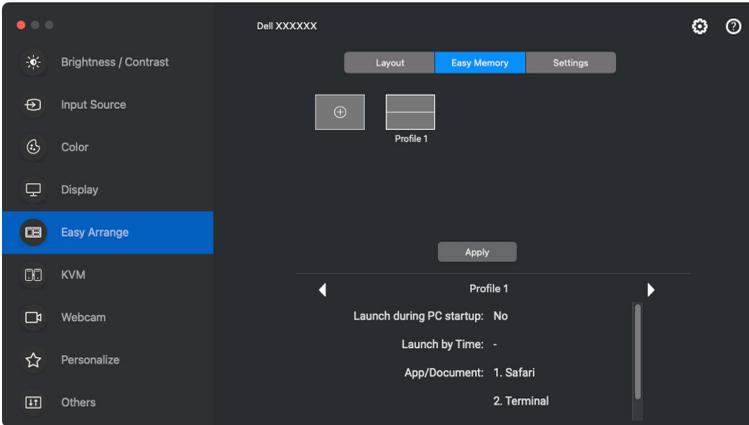 Dell XXXXXX
Brightness / Contrast
Input Source
Color
Display
Easy Arrange
KVM
Webcam
Personalize
Others
Layout
Easy Memory
Settings
Profile 1
Apply
Profile 1
Launch during PC startup: No
Launch by Time: -
App/Document: 1. Safari
2. Terminal